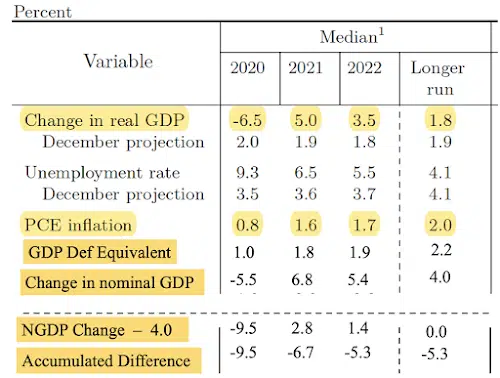 Percent
Median1
Variable 2020 2021 2022 Longer run
Change in real GDP -6.5 5.0 3.5 1.8
December projection 2.0 1.9 1.8 1.9
Unemployment rate 9.3 6.5 5.5 4.1
December projection 3.5 3.6 3.7 4.1
PCE inflation 0.8 1.6 1.7 2.0
GDP Def Equivalent 1.0 1.8 1.9 2.2
Change in nominal GDP -5.5 6.8 5.4 4.0
NGDP Change – 4.0 -9.5 2.8 1.4 0.0
Accumulated Difference -9.5 -6.7 -5.3 -5.3